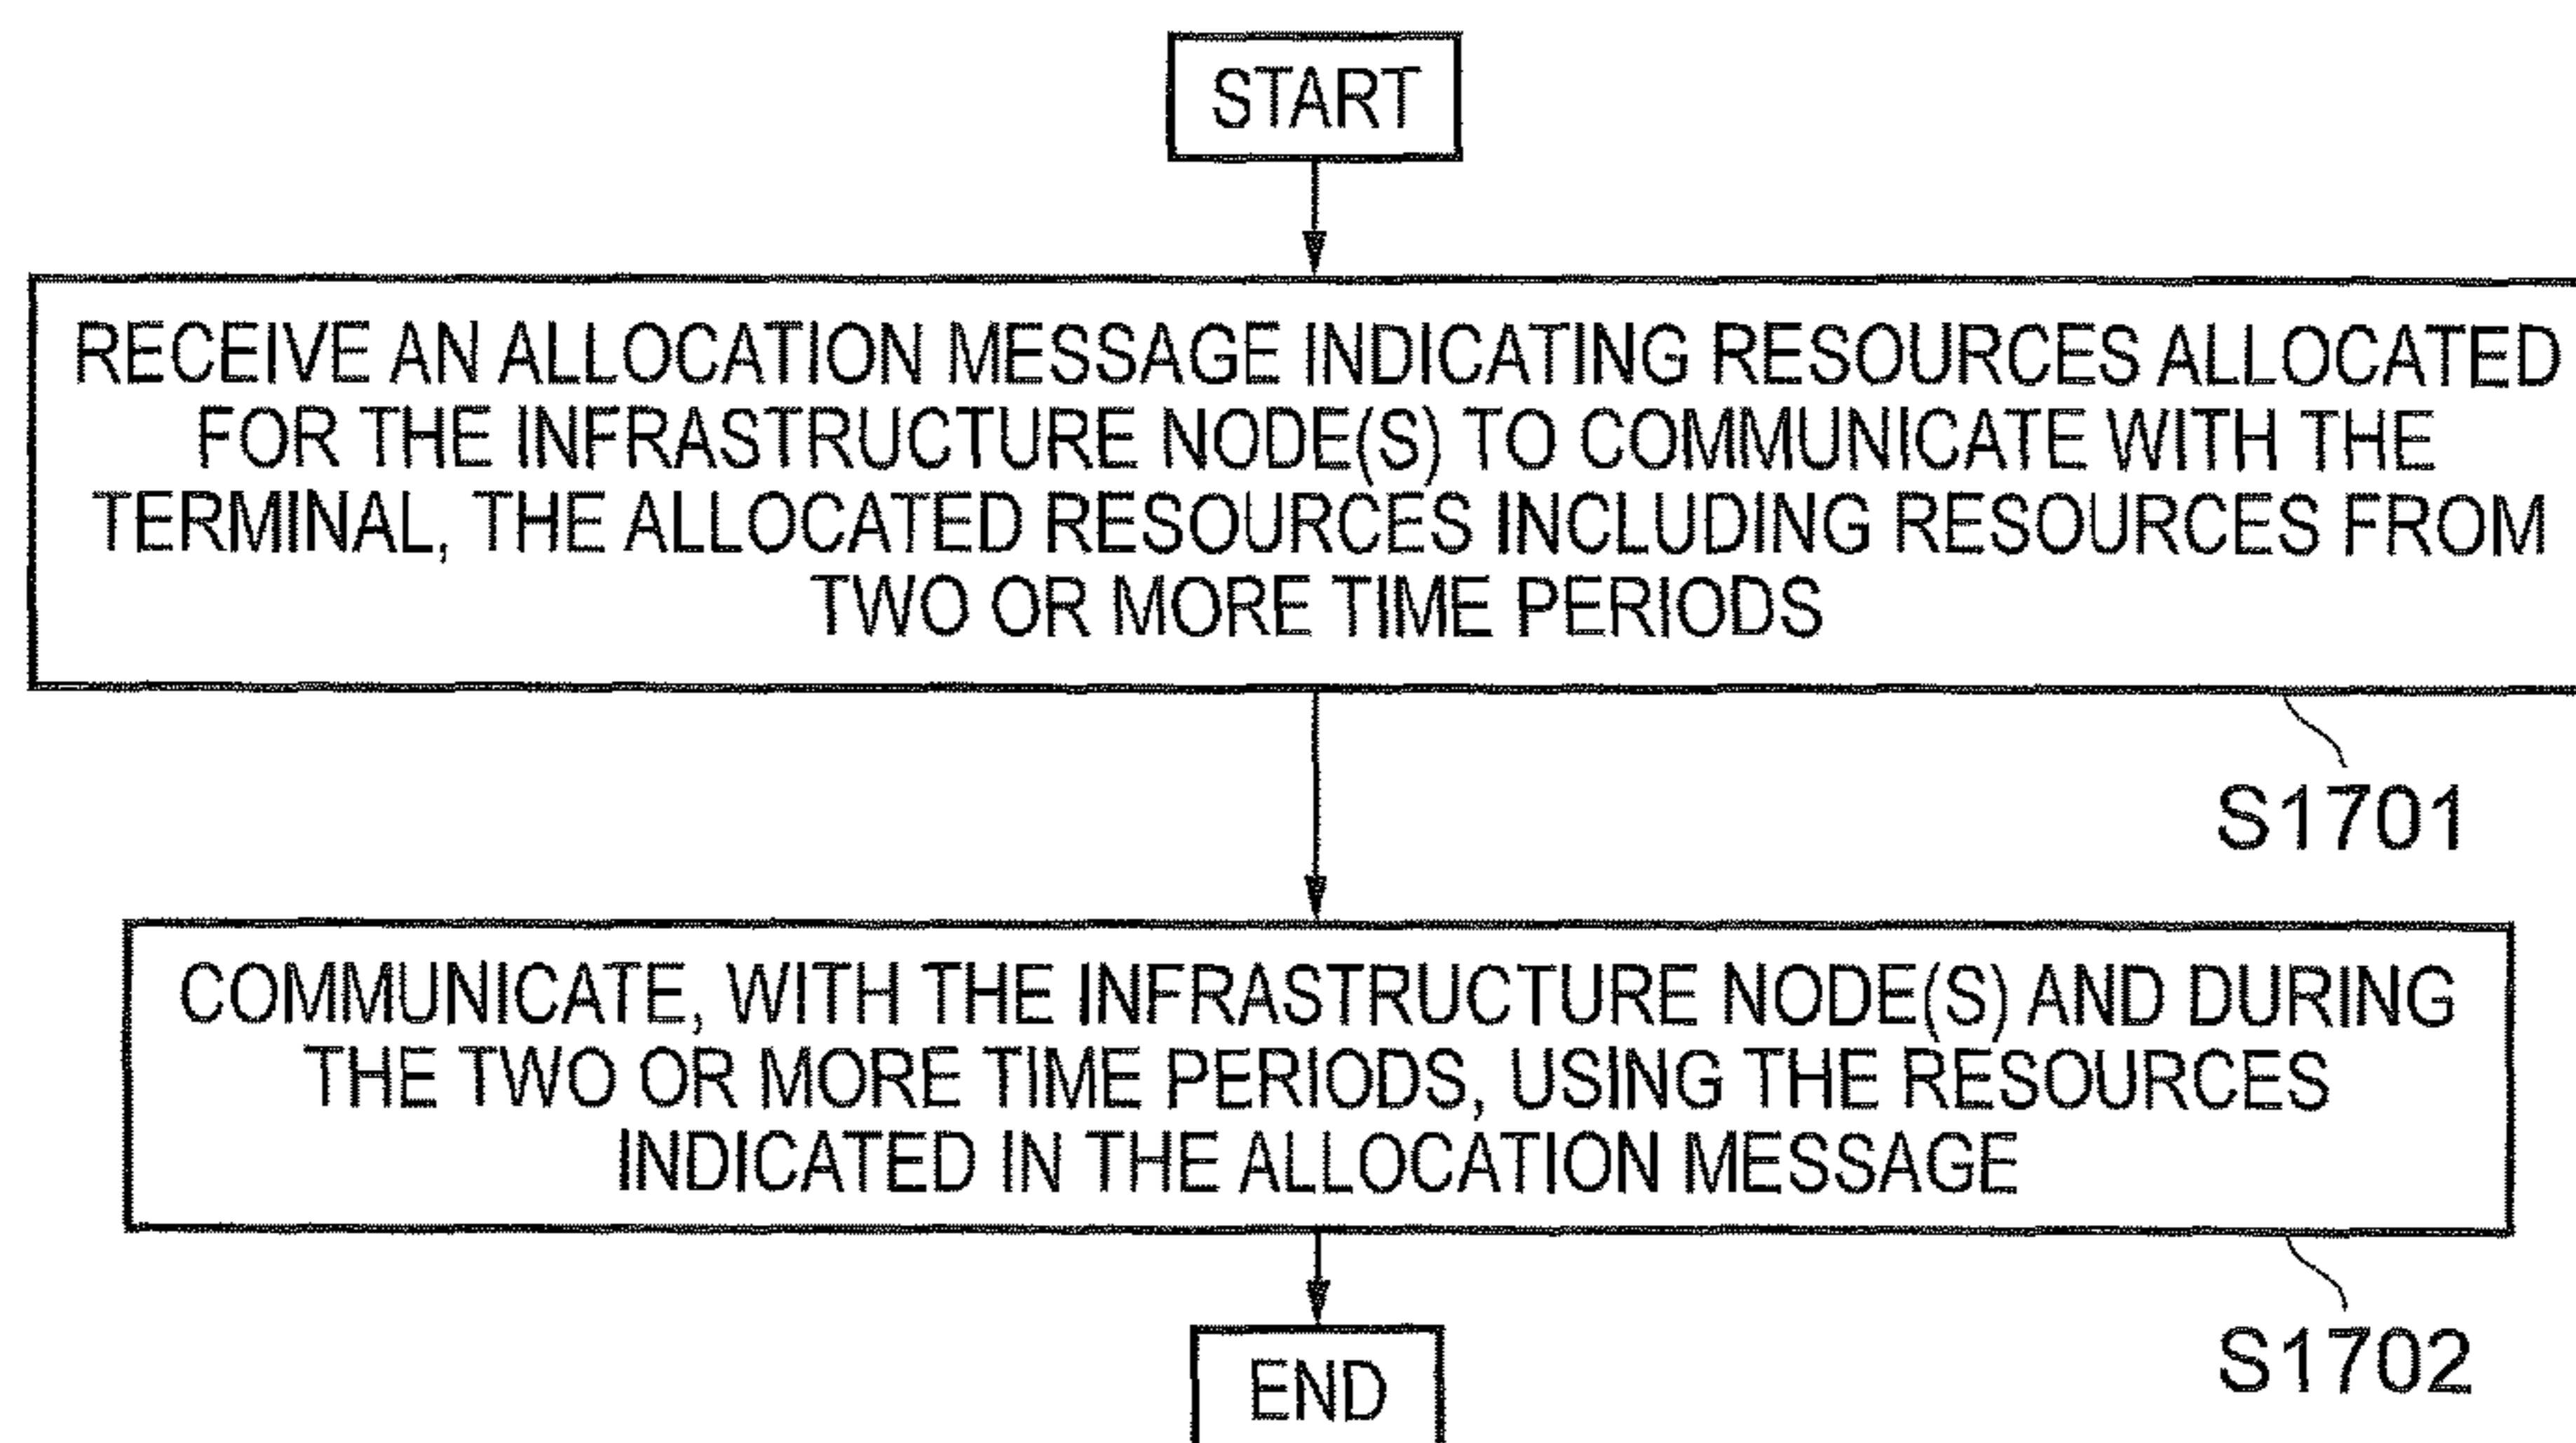 START
RECEIVE AN ALLOCATION MESSAGE INDICATING RESOURCES ALLOCATED
FOR THE INFRASTRUCTURE NODE(S) TO COMMUNICATE WITH THE
TERMINAL, THE ALLOCATED RESOURCES INCLUDING RESOURCES FROM
TWO OR MORE TIME PERIODS
S1701
COMMUNICATE, WITH THE INFRASTRUCTURE NODE(S) AND DURING
THE TWO OR MORE TIME PERIODS, USING THE RESOURCES
INDICATED IN THE ALLOCATION MESSAGE
S1702
END